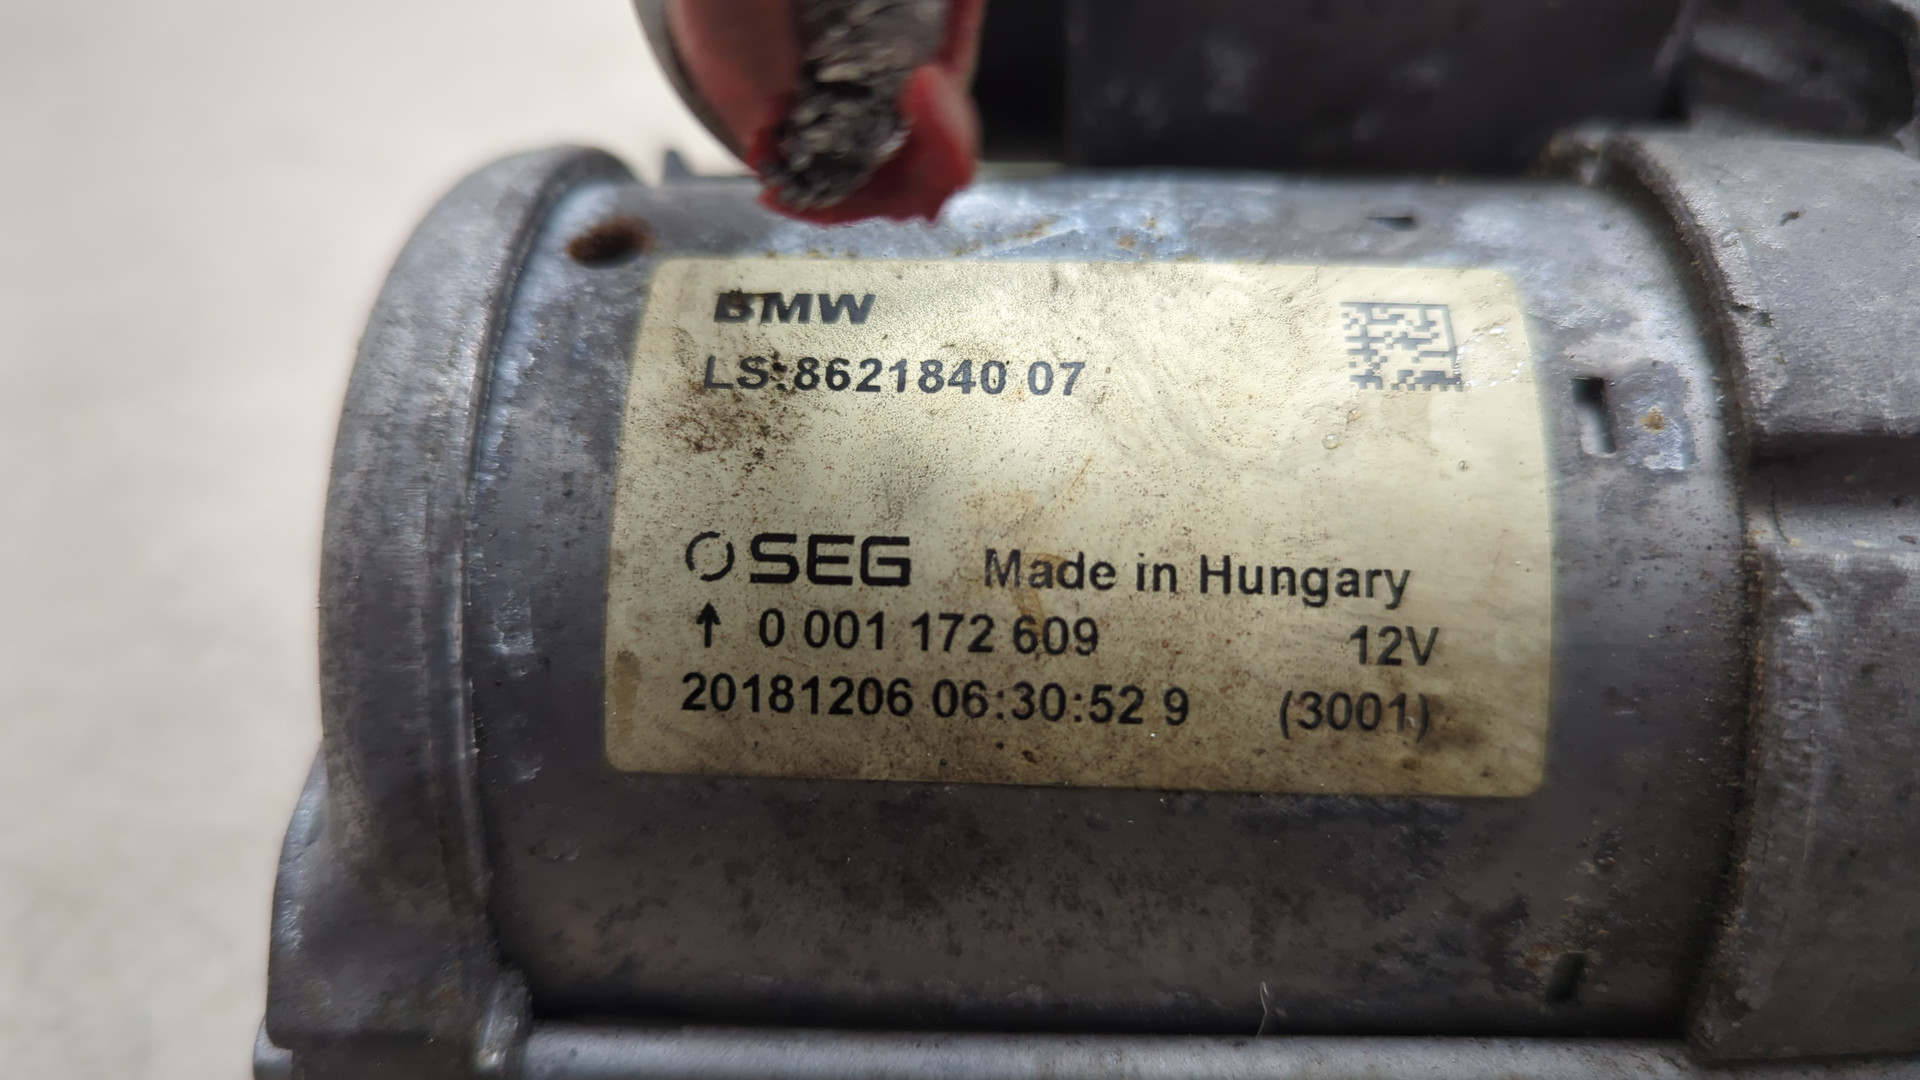 BMW
LS:8621840 07
SEG Made in Hungary
↑ 0 001 172 609 12V
20181206 06:30:52 9 (3001)